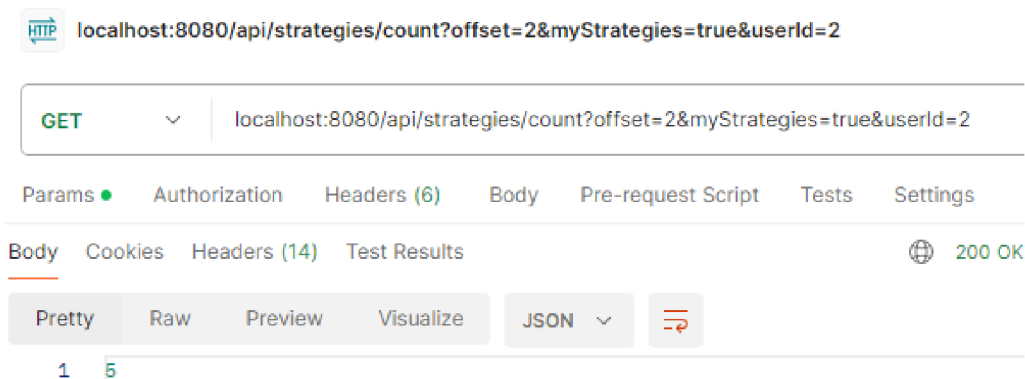 HTTP localhost:8080/api/strategies/count?offset=2&myStrategies=true&userId=2
GET localhost:8080/api/strategies/count?offset=2&myStrategies=true&userId=2
Params Authorization Headers (6) Body Pre-request Script Tests Settings
Body Cookies Headers (14) Test Results 200 OK
Pretty Raw Preview Visualize JSON
1 5